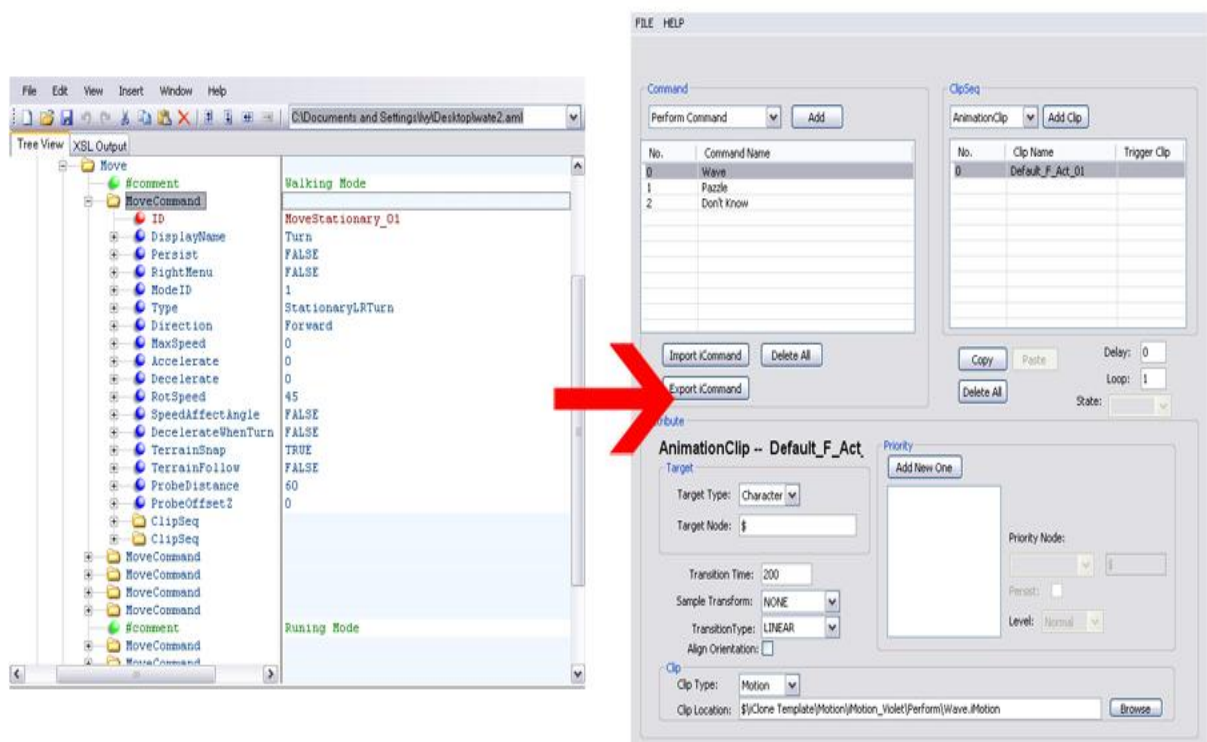 File Edit View Insert Window Help
C:\Documents and Settings\Ivy\Desktop\wate2.aml
Tree View XSL Output
Move
#comment Walking Mode
MoveCommand
ID MoveStationary_01
DisplayName Turn
Persist FALSE
RightMenu FALSE
ModeID 1
Type StationaryLRTurn
Direction Forward
MaxSpeed 0
Accelerate 0
Decelerate 0
RotSpeed 45
SpeedAffectAngle FALSE
DecelerateWhenTurn FALSE
TerrainSnap TRUE
TerrainFollow FALSE
ProbeDistance 60
ProbeOffsetZ 0
ClipSeq
ClipSeq
MoveCommand
MoveCommand
MoveCommand
MoveCommand
#comment Runing Mode
MoveCommand
MoveCommand
FILE HELP
Command
Perform Command Add
No. Command Name
0 Wave
1 Pazzle
2 Don't Know
Import iCommand Delete All
Export iCommand
ClipSeq
AnimationClip Add Clip
No. Clip Name Trigger Clip
0 Default_F_Act_01
Copy Paste Delay: 0
Loop: 1
Delete All
State:
tribute
AnimationClip -- Default_F_Act_
Target
Target Type: Character
Target Node: $
Transition Time: 200
Sample Transform: NONE
TransitionType: LINEAR
Align Orientation:
Priority
Add New One
Priority Node:
$
Persist:
Level: Normal
Clip
Clip Type: Motion
Clip Location: $\iClone Template\Motion\iMotion_Violet\Perform\Wave.iMotion Browse